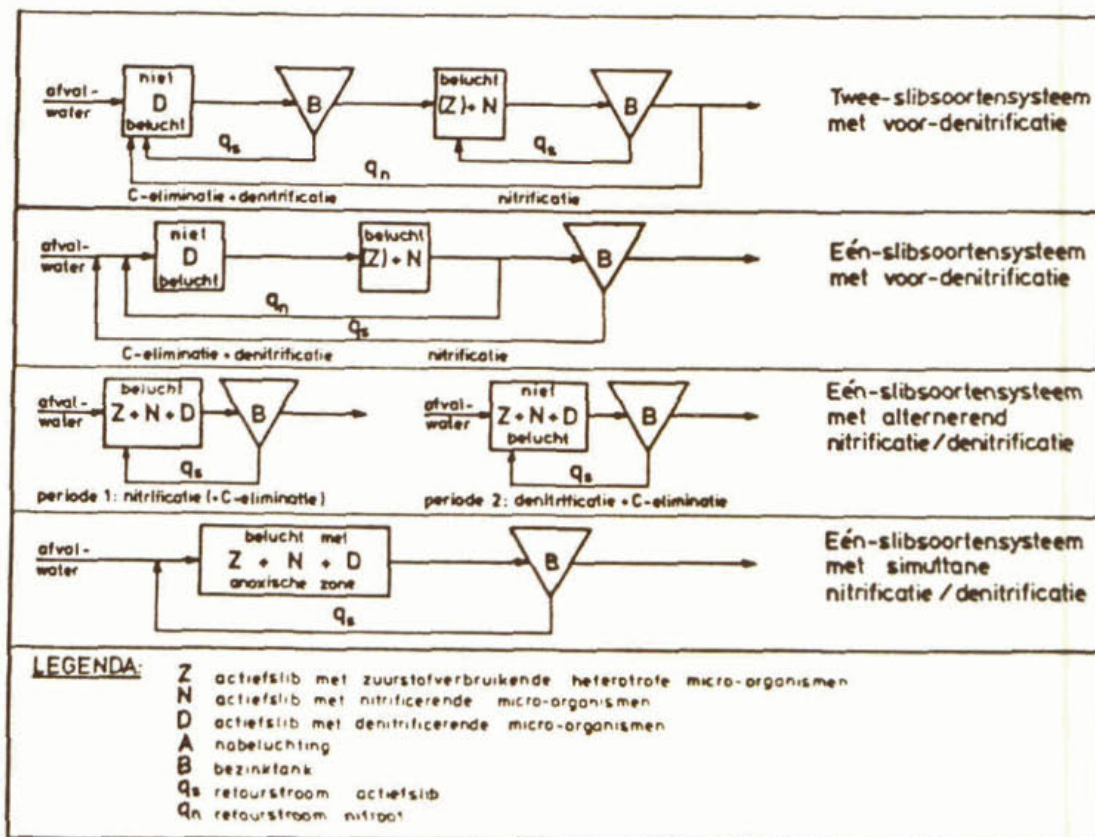 niet
afval-
water
D
belucht
B
belucht
(Z) + N
B
Twee-slibsoortensysteem
met voor-denitrificatie
qs
qs
qn
C-eliminatie + denitrificatie
nitrificatie
niet
afval-
water
D
belucht
belucht
(Z) + N
B
Eén-slibsoortensysteem
met voor-denitrificatie
qn
qs
C-eliminatie + denitrificatie
nitrificatie
belucht
afval-
water
Z + N + D
B
qs
niet
afval-
water
Z + N + D
belucht
B
qs
Eén-slibsoortensysteem
met alternerend
nitrificatie/denitrificatie
periode 1: nitrificatie (+C-eliminatie)
periode 2: denitrificatie + C-eliminatie
afval-
water
belucht met
Z + N + D
anoxische zone
B
qs
Eén-slibsoortensysteem
met simultane
nitrificatie / denitrificatie
LEGENDA:
Z actiefslib met zuurstofverbruikende heterotrofe micro-organismen
N actiefslib met nitrificerende micro-organismen
D actiefslib met denitrificerende micro-organismen
A nabeluchting
B bezinktank
qs retourstroom actiefslib
qn retourstroom nitraat